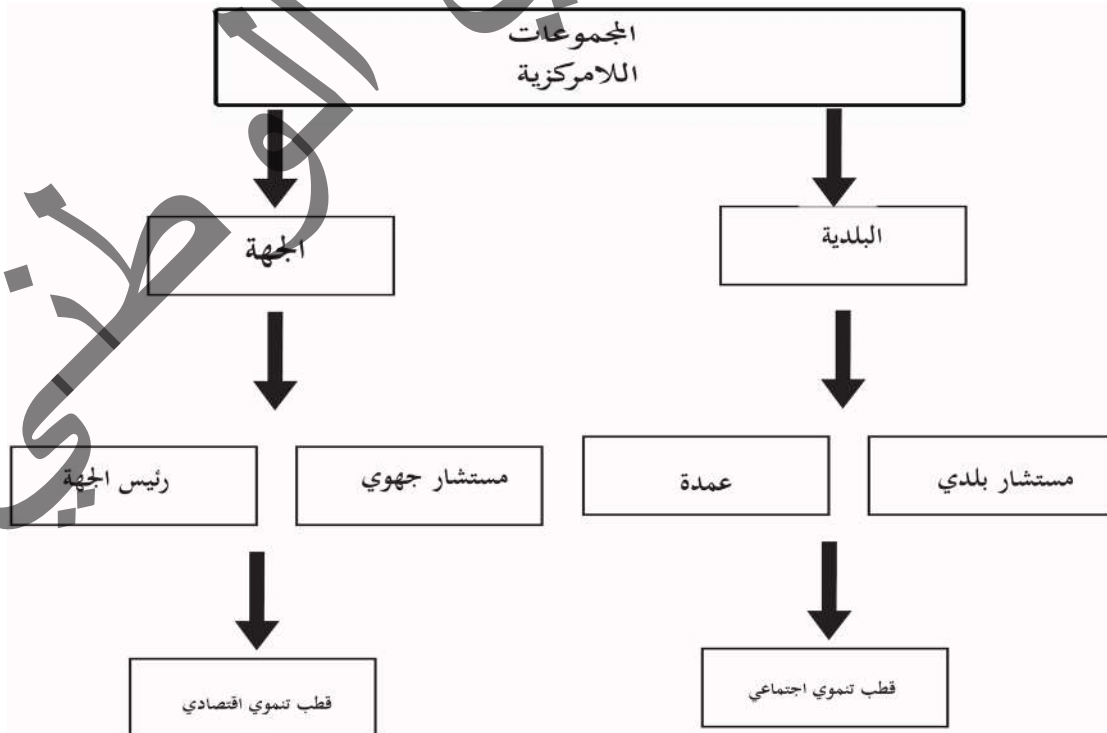 المجموعات
اللامركزية
البلدية
الجهة
مستشار بلدي
عمدة
مستشار جهوي
رئيس الجهة
قطب تنموي اجتماعي
قطب تنموي اقتصادي